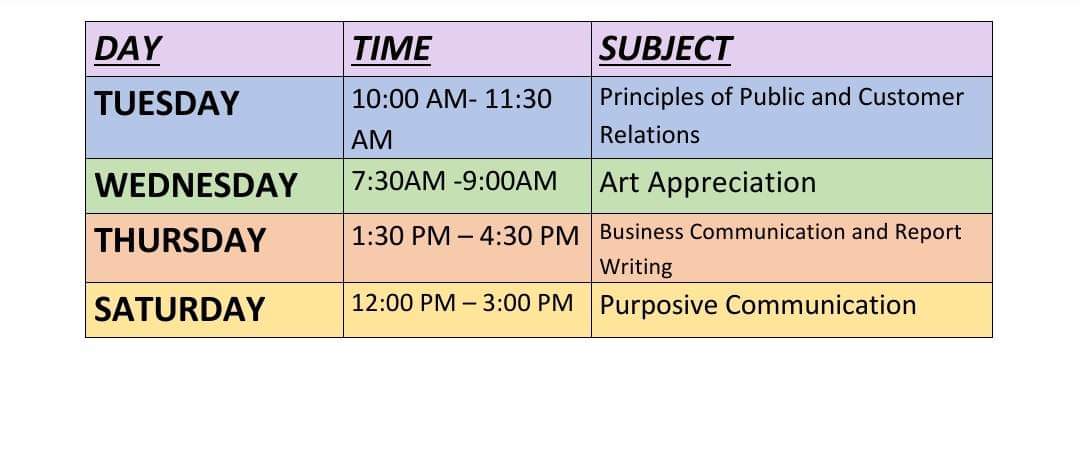 DAY TIME SUBJECT
TUESDAY 10:00 AM- 11:30 Principles of Public and Customer
AM Relations
WEDNESDAY 7:30AM -9:00AM Art Appreciation
THURSDAY 1:30 PM – 4:30 PM Business Communication and Report
Writing
SATURDAY 12:00 PM – 3:00 PM Purposive Communication